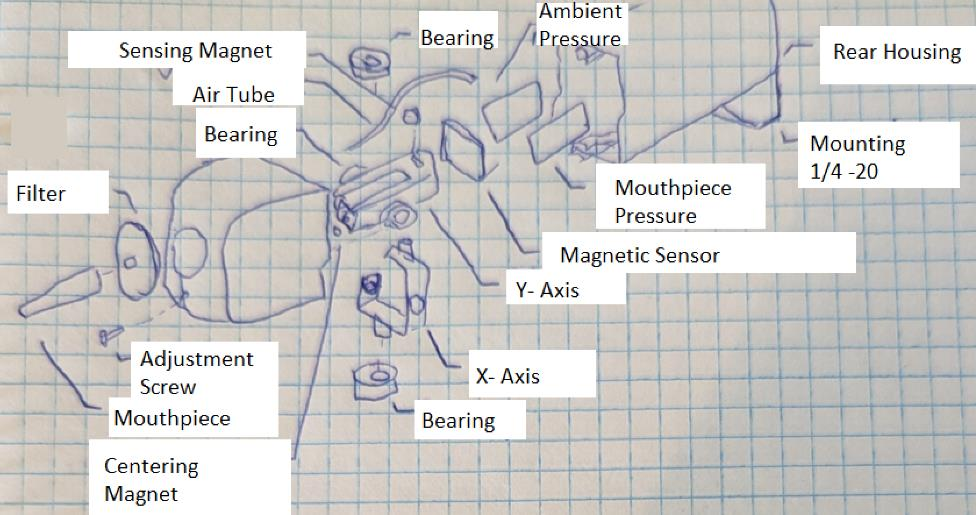 Ambient
Pressure
Bearing
Sensing Magnet
Rear Housing
Air Tube
Bearing
Mounting
1/4 -20
Filter
Mouthpiece
Pressure
Magnetic Sensor
Y- Axis
Adjustment
Screw
X- Axis
Mouthpiece
Bearing
Centering
Magnet